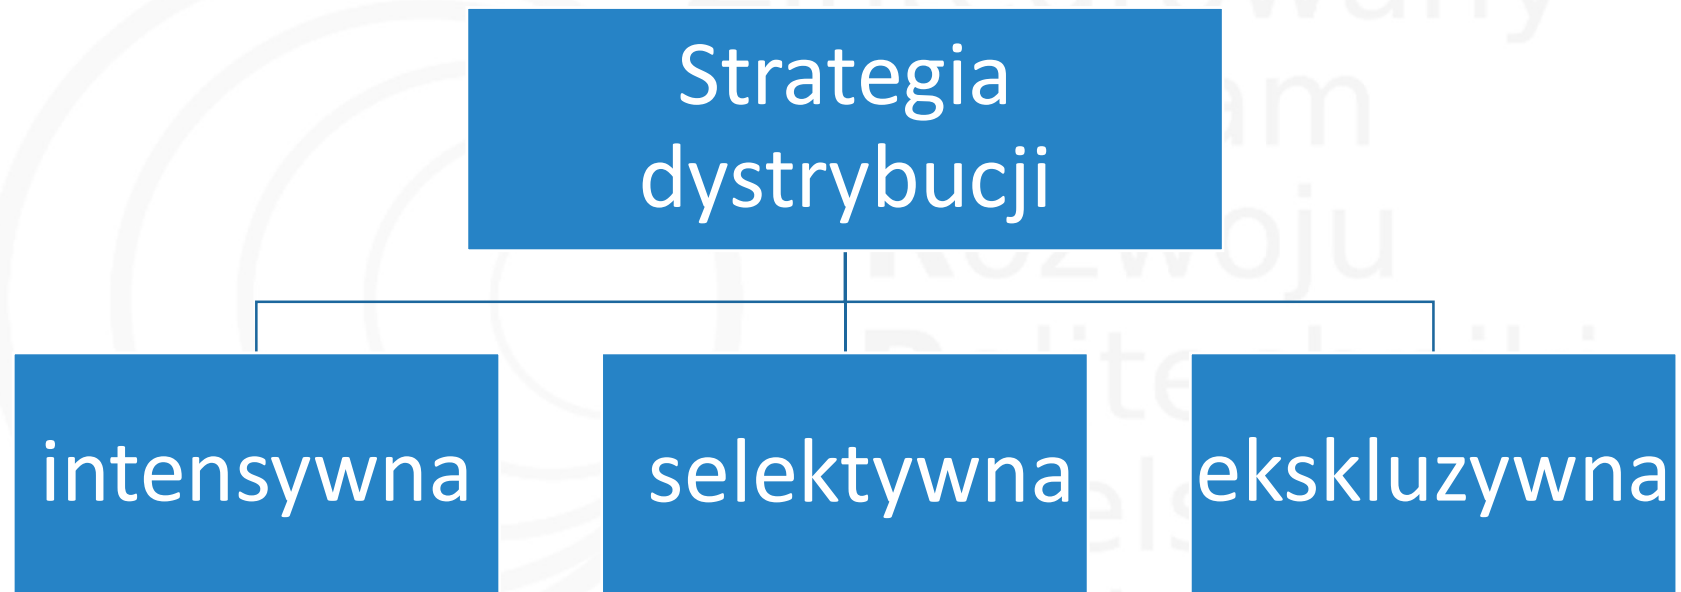 Strategia
dystrybucji
intensywna
selektywna
ekskluzywna